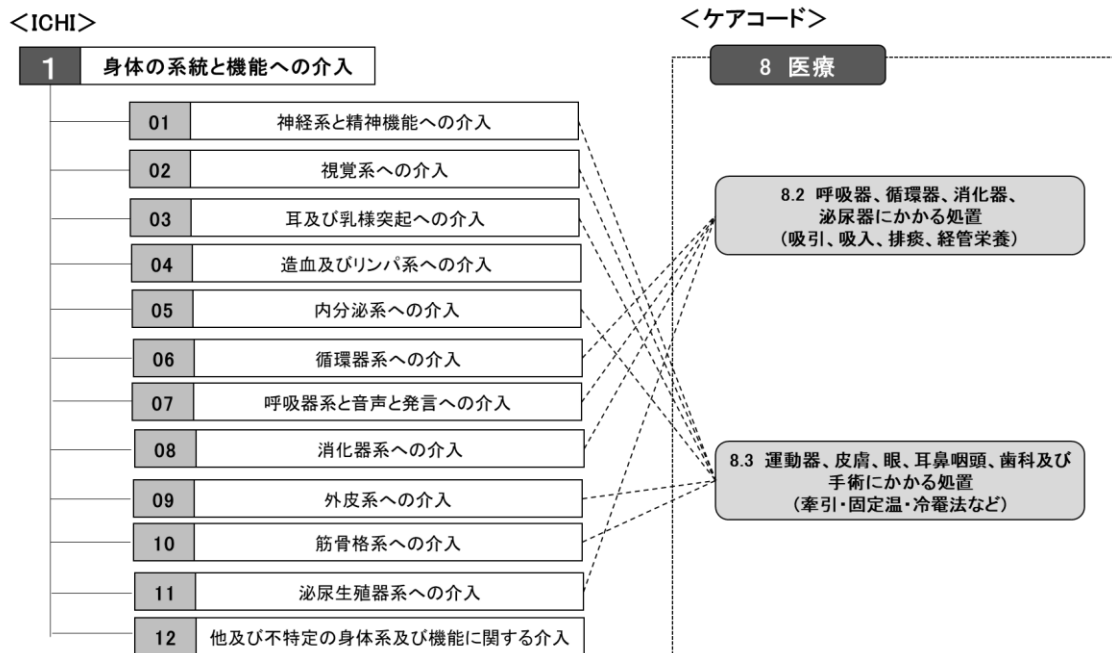 <ICHI>
1 身体の系統と機能への介入
01 神経系と精神機能への介入
02 視覚系への介入
03 耳及び乳様突起への介入
04 造血及びリンパ系への介入
05 内分泌系への介入
06 循環器系への介入
07 呼吸器系と音声と発言への介入
08 消化器系への介入
09 外皮系への介入
10 筋骨格系への介入
11 泌尿生殖器系への介入
12 他及び不特定の身体系及び機能に関する介入
<ケアコード>
8 医療
8.2 呼吸器、循環器、消化器、
泌尿器にかかる処置
(吸引、吸入、排痰、経管栄養)
8.3 運動器、皮膚、眼、耳鼻咽頭、歯科及び
手術にかかる処置
(牽引・固定温・冷罨法など)